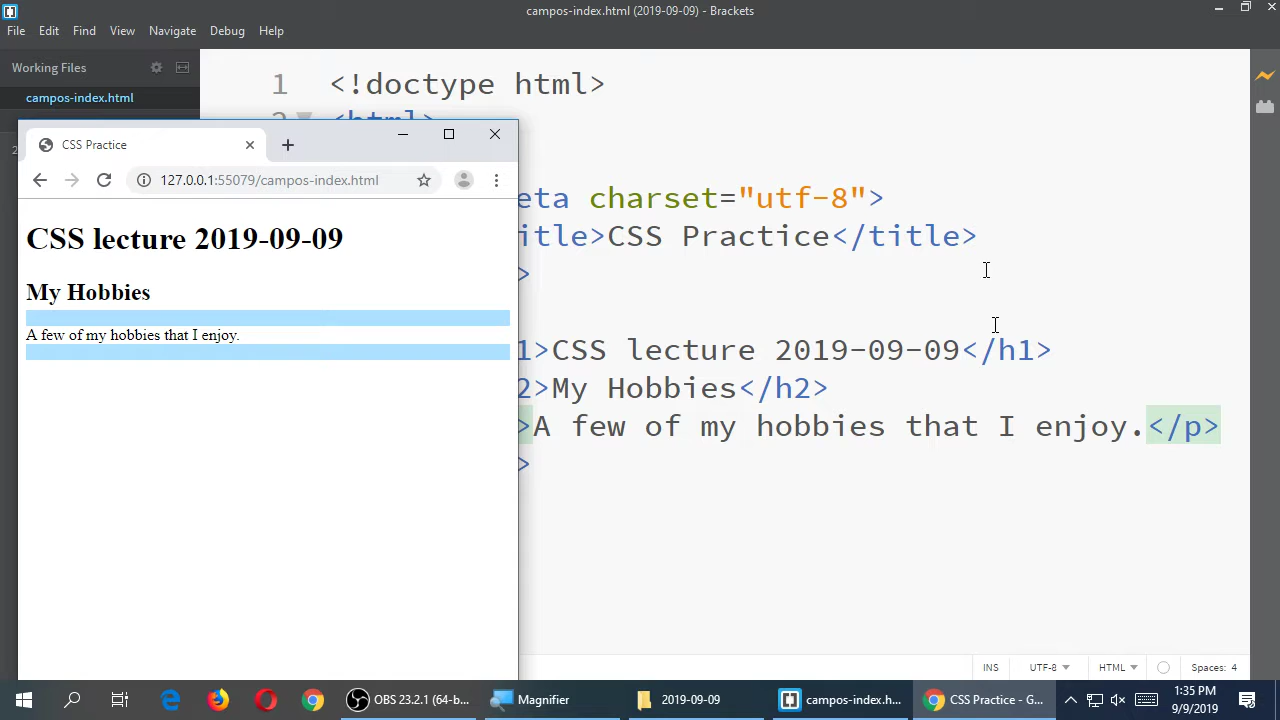 campos-index.html (2019-09-09) - Brackets
File Edit Find View Navigate Debug Help
Working Files
campos-index.html
1 <!doctype html>
2 <html>
CSS Practice
127.0.0.1:55079/campos-index.html
CSS lecture 2019-09-09
My Hobbies
A few of my hobbies that I enjoy.
eta charset="utf-8">
itle>CSS Practice</title>
>
1>CSS lecture 2019-09-09</h1>
2>My Hobbies</h2>
>A few of my hobbies that I enjoy.</p>
>
INS UTF-8 HTML Spaces: 4
OBS 23.2.1 (64-b... Magnifier 2019-09-09 campos-index.h... CSS Practice - G... 1:35 PM
9/9/2019